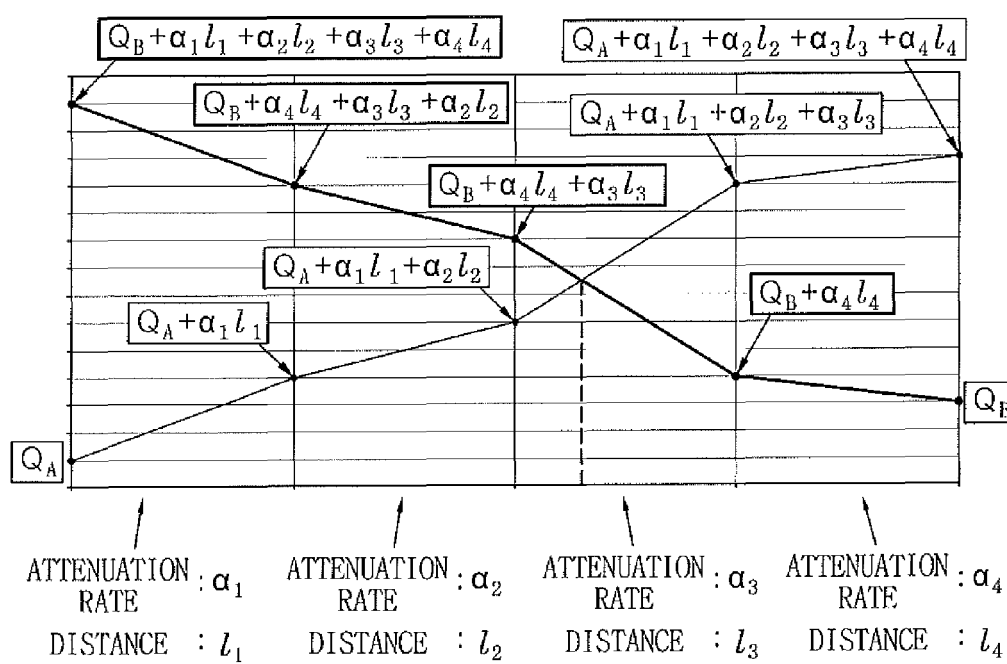 Q_B+α_1l_1+α_2l_2+α_3l_3+α_4l_4
Q_A+α_1l_1+α_2l_2+α_3l_3+α_4l_4
Q_B+α_4l_4+α_3l_3+α_2l_2
Q_A+α_1l_1+α_2l_2+α_3l_3
Q_B+α_4l_4+α_3l_3
Q_A+α_1l_1+α_2l_2
Q_B+α_4l_4
Q_A+α_1l_1
Q_B
Q_A
ATTENUATION RATE : α_1
DISTANCE : l_1
ATTENUATION RATE : α_2
DISTANCE : l_2
ATTENUATION RATE : α_3
DISTANCE : l_3
ATTENUATION RATE : α_4
DISTANCE : l_4